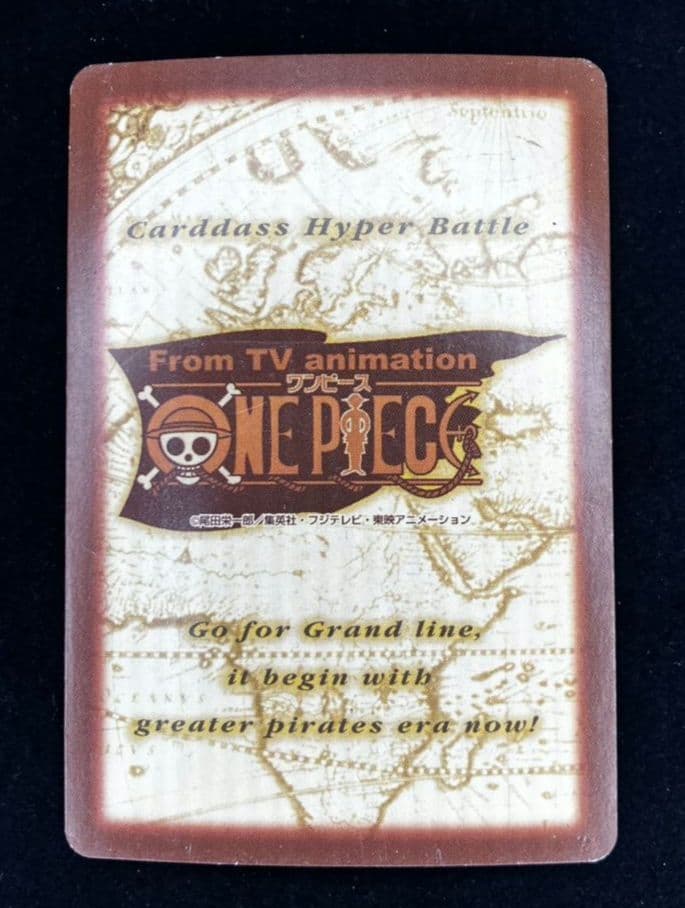 Septentrio
Carddass Hyper Battle
From TV animation
ワンピース
ONE PIECE
©尾田栄一郎/集英社・フジテレビ・東映アニメーション
Go for Grand line,
it begin with
greater pirates era now!